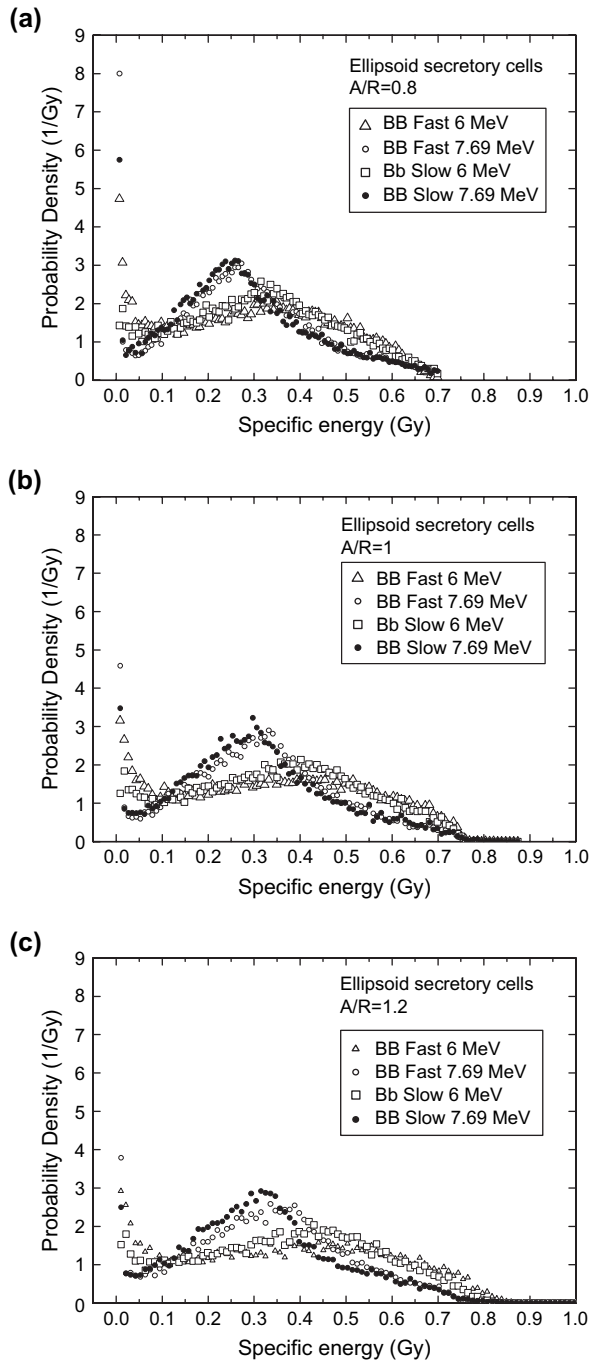 (a)
9
8
7
6
5
4
3
2
1
0
Probability Density (1/Gy)
Ellipsoid secretory cells
A/R=0.8
BB Fast 6 MeV
BB Fast 7.69 MeV
Bb Slow 6 MeV
BB Slow 7.69 MeV
0.0 0.1 0.2 0.3 0.4 0.5 0.6 0.7 0.8 0.9 1.0
Specific energy (Gy)
(b)
9
8
7
6
5
4
3
2
1
0
Probability Density (1/Gy)
Ellipsoid secretory cells
A/R=1
BB Fast 6 MeV
BB Fast 7.69 MeV
Bb Slow 6 MeV
BB Slow 7.69 MeV
0.0 0.1 0.2 0.3 0.4 0.5 0.6 0.7 0.8 0.9 1.0
Specific energy (Gy)
(c)
9
8
7
6
5
4
3
2
1
0
Probability Density (1/Gy)
Ellipsoid secretory cells
A/R=1.2
BB Fast 6 MeV
BB Fast 7.69 MeV
Bb Slow 6 MeV
BB Slow 7.69 MeV
0.0 0.1 0.2 0.3 0.4 0.5 0.6 0.7 0.8 0.9 1.0
Specific energy (Gy)